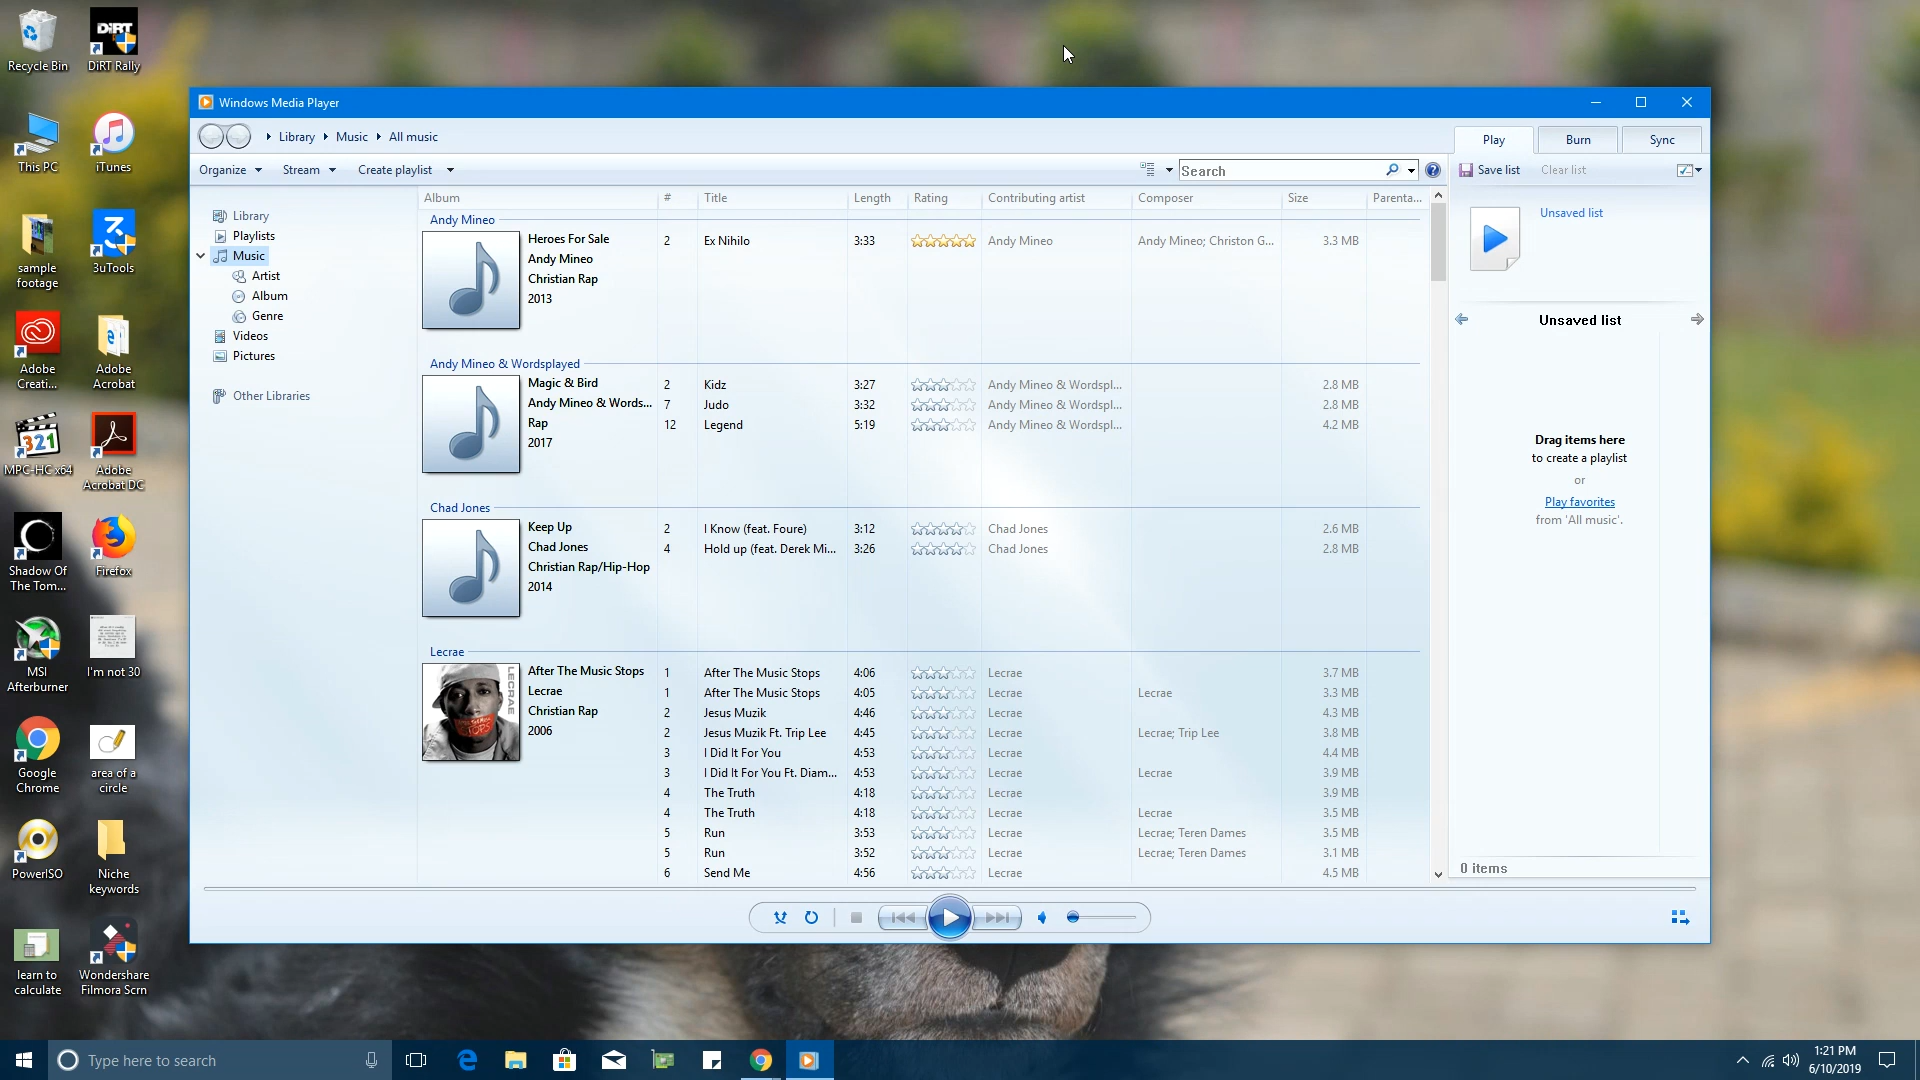 Recycle Bin
DiRT Rally
This PC
iTunes
sample
footage
3uTools
Adobe
Creati...
Adobe
Acrobat
MPC-HC x64
Adobe
Acrobat DC
Shadow Of
The Tom...
Firefox
MSI
Afterburner
I'm not 30
Google
Chrome
area of a
circle
PowerISO
Niche
keywords
learn to
calculate
Wondershare
Filmora Scrn
Windows Media Player
Library Music All music
Play Burn Sync
Organize Stream Create playlist
Search
Save list Clear list
Library
Playlists
Music
Artist
Album
Genre
Videos
Pictures
Other Libraries
Album # Title Length Rating Contributing artist Composer Size Parenta...
Andy Mineo
Heroes For Sale
Andy Mineo
Christian Rap
2013
2 Ex Nihilo 3:33 Andy Mineo Andy Mineo; Christon G... 3.3 MB
Andy Mineo & Wordsplayed
Magic & Bird
Andy Mineo & Words...
Rap
2017
2 Kidz 3:27 Andy Mineo & Wordspl... 2.8 MB
7 Judo 3:32 Andy Mineo & Wordspl... 2.8 MB
12 Legend 5:19 Andy Mineo & Wordspl... 4.2 MB
Chad Jones
Keep Up
Chad Jones
Christian Rap/Hip-Hop
2014
2 I Know (feat. Foure) 3:12 Chad Jones 2.6 MB
4 Hold up (feat. Derek Mi... 3:26 Chad Jones 2.8 MB
Lecrae
After The Music Stops
Lecrae
Christian Rap
2006
LECRAE
1 After The Music Stops 4:06 Lecrae 3.7 MB
1 After The Music Stops 4:05 Lecrae Lecrae 3.3 MB
2 Jesus Muzik 4:46 Lecrae 4.3 MB
2 Jesus Muzik Ft. Trip Lee 4:45 Lecrae Lecrae; Trip Lee 3.8 MB
3 I Did It For You 4:53 Lecrae 4.4 MB
3 I Did It For You Ft. Diam... 4:53 Lecrae Lecrae 3.9 MB
4 The Truth 4:18 Lecrae 3.9 MB
4 The Truth 4:18 Lecrae Lecrae 3.5 MB
5 Run 3:53 Lecrae Lecrae; Teren Dames 3.5 MB
5 Run 3:52 Lecrae Lecrae; Teren Dames 3.1 MB
6 Send Me 4:56 Lecrae 4.5 MB
Unsaved list
Unsaved list
Drag items here
to create a playlist
or
Play favorites
from 'All music'.
0 items
Type here to search
1:21 PM
6/10/2019